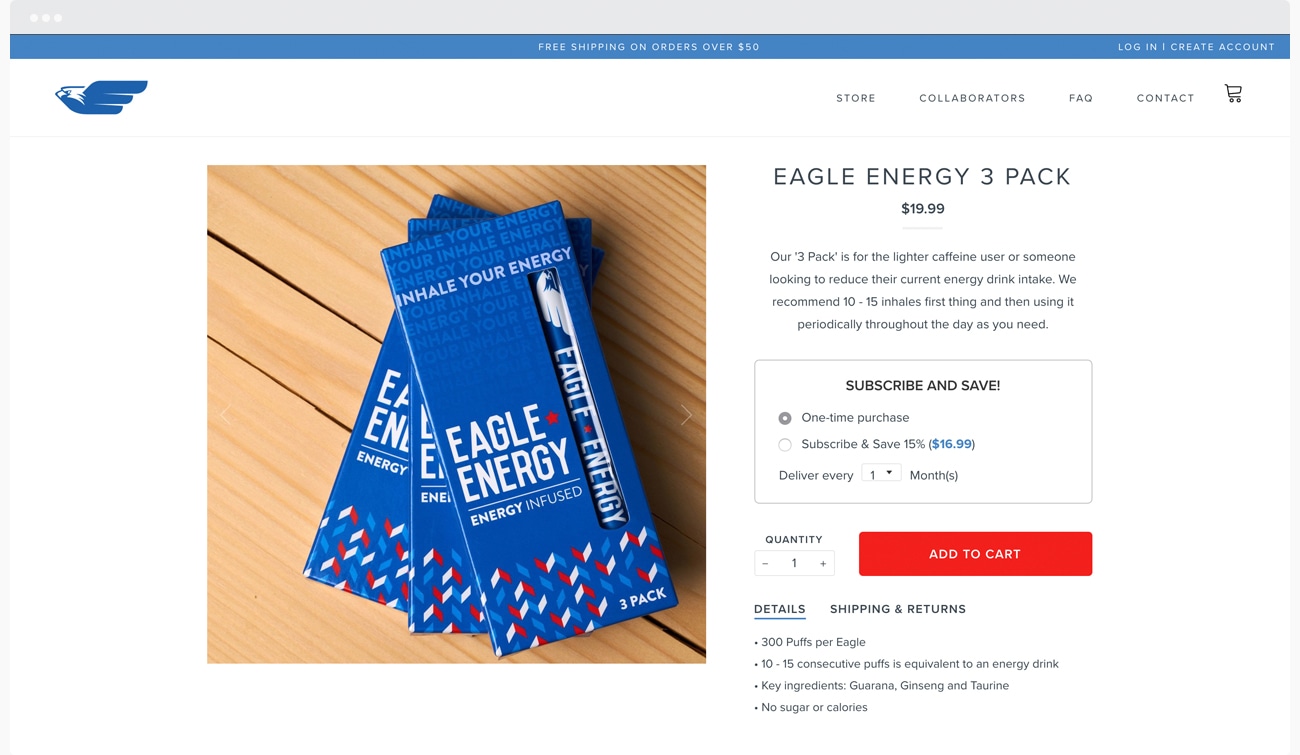 FREE SHIPPING ON ORDERS OVER $50
LOG IN | CREATE ACCOUNT
STORE
COLLABORATORS
FAQ
CONTACT
INHALE YOUR ENERGY
EAGLE
ENERGY
ENERGY INFUSED
EAGLE ENERGY
3 PACK
ENERGY
EAGLE ENERGY 3 PACK
$19.99
Our '3 Pack' is for the lighter caffeine user or someone
looking to reduce their current energy drink intake. We
recommend 10 - 15 inhales first thing and then using it
periodically throughout the day as you need.
SUBSCRIBE AND SAVE!
One-time purchase
Subscribe & Save 15% ($16.99)
Deliver every 1 Month(s)
QUANTITY
− 1 +
ADD TO CART
DETAILS
SHIPPING & RETURNS
• 300 Puffs per Eagle
• 10 - 15 consecutive puffs is equivalent to an energy drink
• Key ingredients: Guarana, Ginseng and Taurine
• No sugar or calories